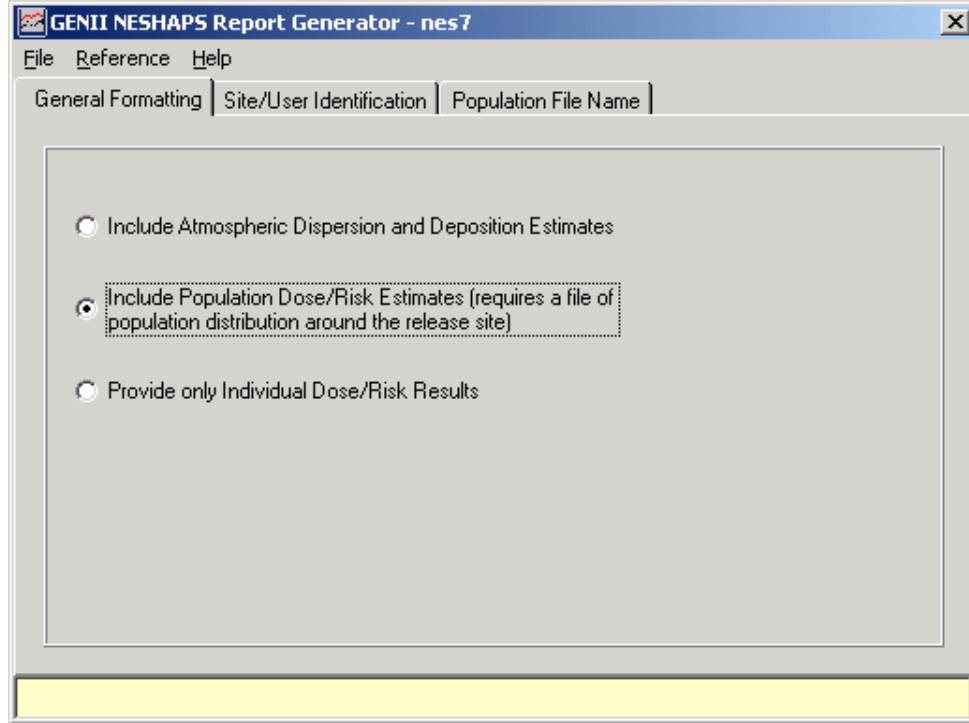 GENII NESHAPS Report Generator - nes7
File Reference Help
General Formatting Site/User Identification Population File Name
Include Atmospheric Dispersion and Deposition Estimates
Include Population Dose/Risk Estimates (requires a file of
population distribution around the release site)
Provide only Individual Dose/Risk Results